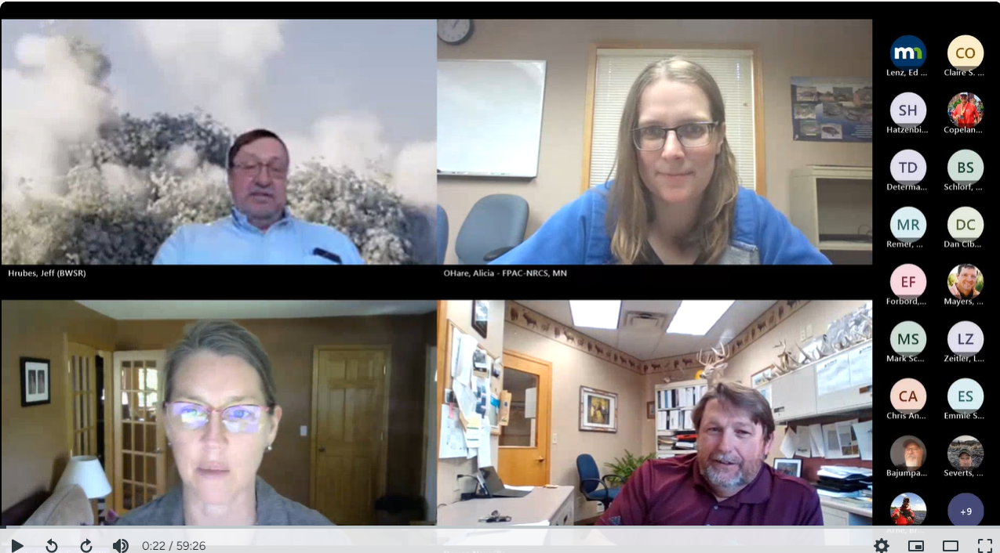 Hrubes, Jeff (BWSR)
OHare, Alicia - FPAC-NRCS, MN
mn
Lenz, Ed ...
CO
Claire S. ...
SH
Hatzenbi...
Copelan...
TD
Determa...
BS
Schlorf, ...
MR
Remer, ...
DC
Dan Cib...
EF
Forbord,...
Mayers, ...
MS
Mark Sc...
LZ
Zeitler, L...
CA
Chris An...
ES
Emmie S...
Bajumpa...
Severts, ...
+9
0:22 / 59:26